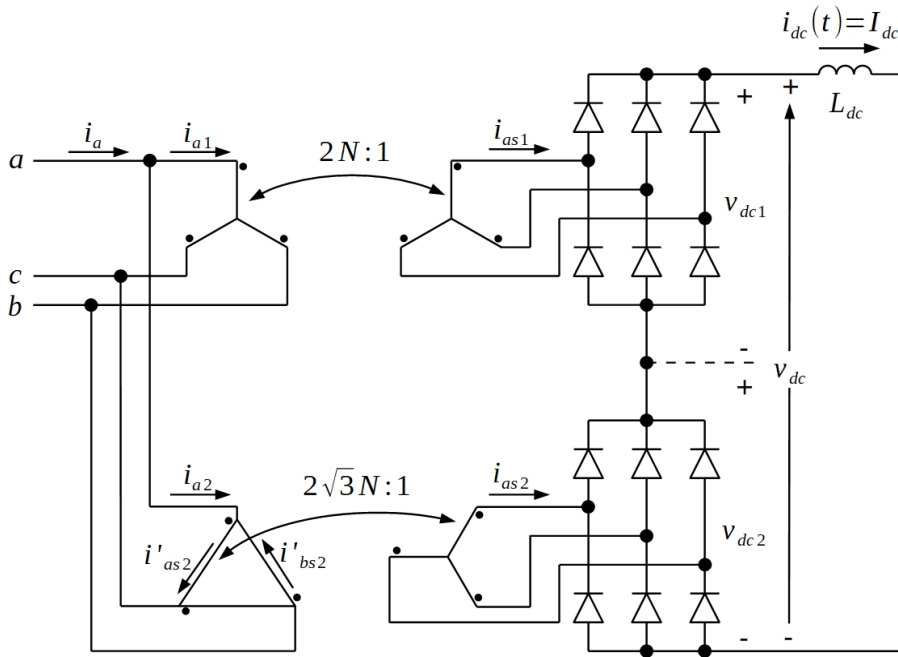 i_dc(t)=I_dc
L_dc
+
+
i_a
i_a1
2N:1
i_as1
a
v_dc1
c
b
-
+
v_dc
i_a2
2√3N:1
i_as2
i'_as2
i'_bs2
v_dc2
-
-